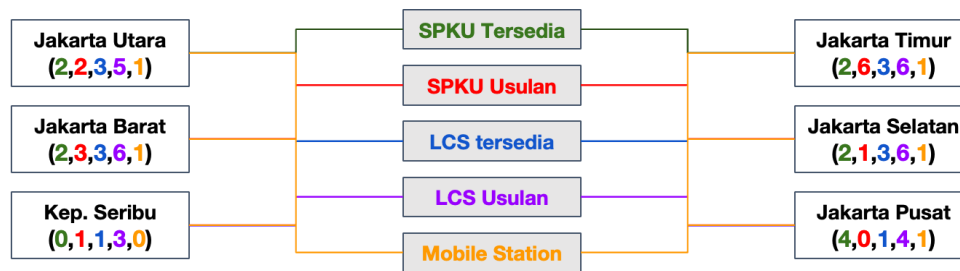 Jakarta Utara
(2,2,3,5,1)
Jakarta Barat
(2,3,3,6,1)
Kep. Seribu
(0,1,1,3,0)
SPKU Tersedia
SPKU Usulan
LCS tersedia
LCS Usulan
Mobile Station
Jakarta Timur
(2,6,3,6,1)
Jakarta Selatan
(2,1,3,6,1)
Jakarta Pusat
(4,0,1,4,1)